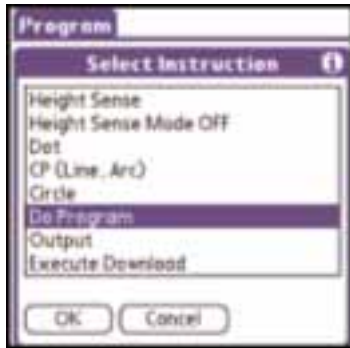 Program
Select Instruction
Height Sense
Height Sense Mode OFF
Dot
CP (Line, Arc)
Circle
Do Program
Output
Execute Download
OK
Cancel